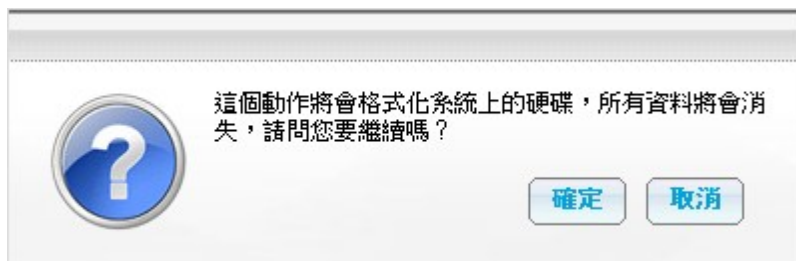 這個動作將會格式化系統上的硬碟，所有資料將會消
失，請問您要繼續嗎？
確定
取消